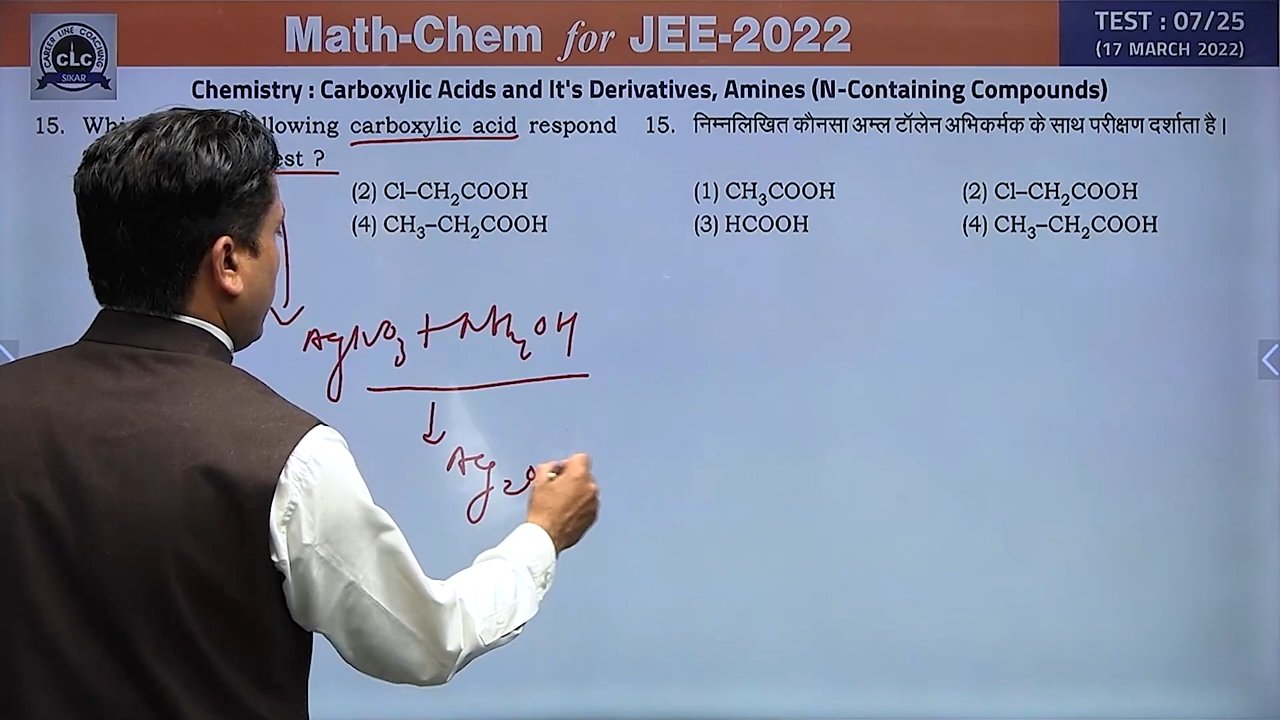 Math-Chem for JEE-2022
TEST : 07/25
(17 MARCH 2022)
CAREER LINE COACHING
CLC
SIKAR
Chemistry : Carboxylic Acids and It's Derivatives, Amines (N-Containing Compounds)
15. llowing carboxylic acid respond
est ?
(2) Cl–CH₂COOH
(4) CH₃–CH₂COOH
15. निम्नलिखित कौनसा अम्ल टॉलेन अभिकर्मक के साथ परीक्षण दर्शाता है।
(1) CH₃COOH (2) Cl–CH₂COOH
(3) HCOOH (4) CH₃–CH₂COOH
AgNO₃ + NH₄OH
Ag₂O